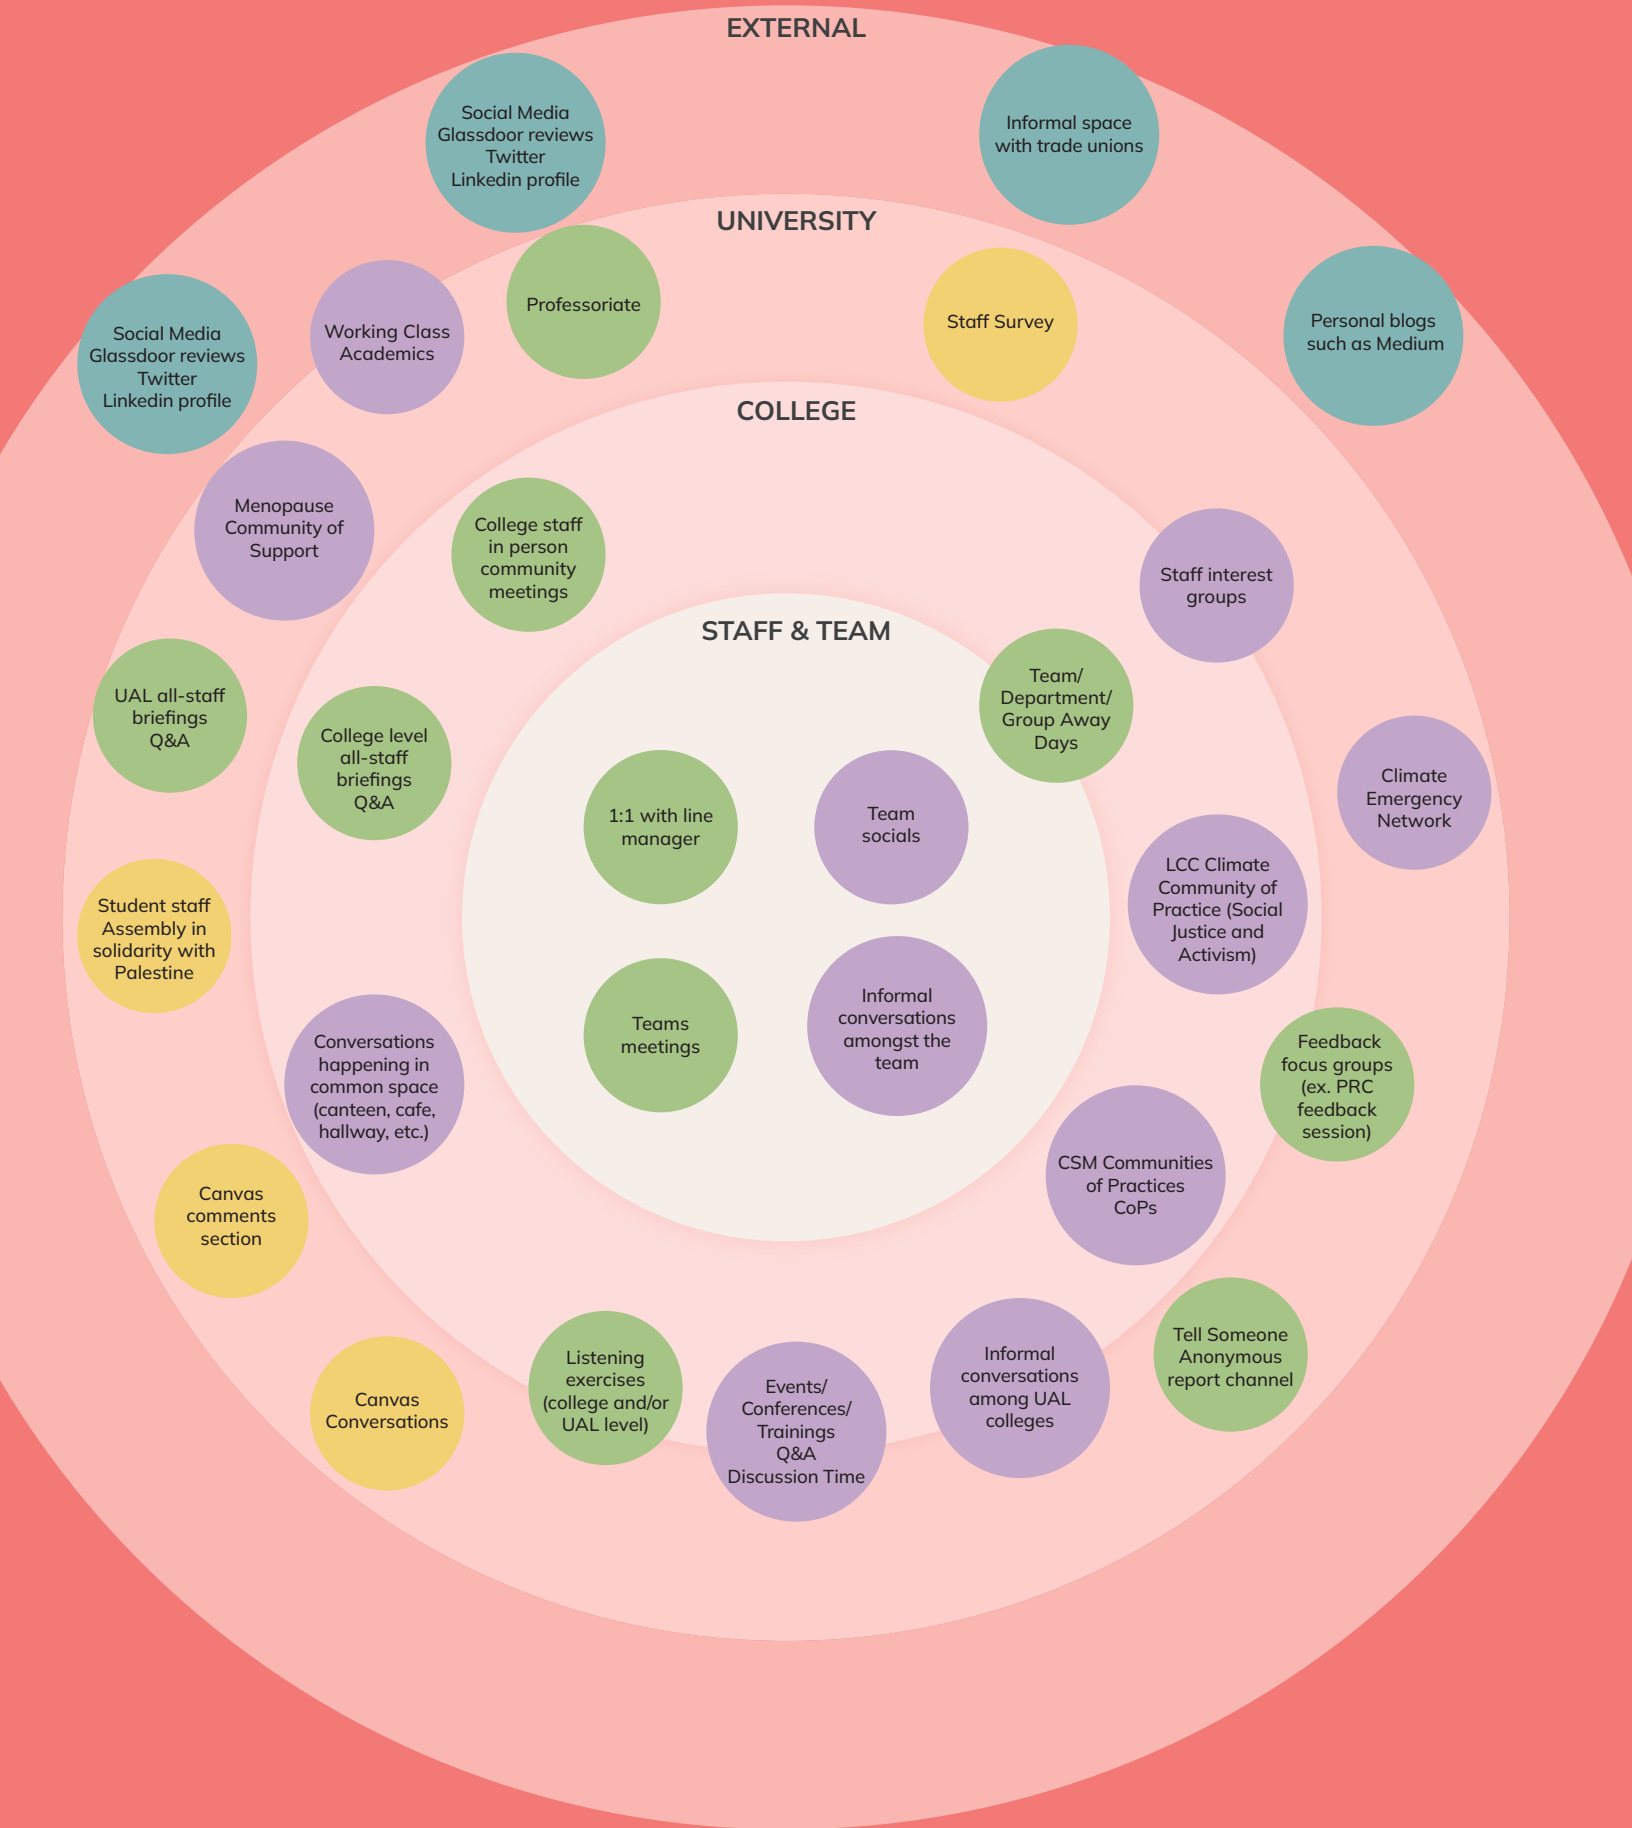 EXTERNAL
Social Media
Glassdoor reviews
Twitter
Linkedin profile
Informal space
with trade unions
UNIVERSITY
Professoriate
Staff Survey
Working Class
Academics
Personal blogs
such as Medium
Social Media
Glassdoor reviews
Twitter
Linkedin profile
COLLEGE
Menopause
Community of
Support
College staff
in person
community
meetings
Staff interest
groups
STAFF & TEAM
UAL all-staff
briefings
Q&A
College level
all-staff
briefings
Q&A
Team/
Department/
Group Away
Days
1:1 with line
manager
Team
socials
Climate
Emergency
Network
Student staff
Assembly in
solidarity with
Palestine
LCC Climate
Community of
Practice (Social
Justice and
Activism)
Teams
meetings
Informal
conversations
amongst the
team
Conversations
happening in
common space
(canteen, cafe,
hallway, etc.)
Feedback
focus groups
(ex. PRC
feedback
session)
CSM Communities
of Practices
CoPs
Canvas
comments
section
Canvas
Conversations
Listening
exercises
(college and/or
UAL level)
Events/
Conferences/
Trainings
Q&A
Discussion Time
Informal
conversations
among UAL
colleges
Tell Someone
Anonymous
report channel